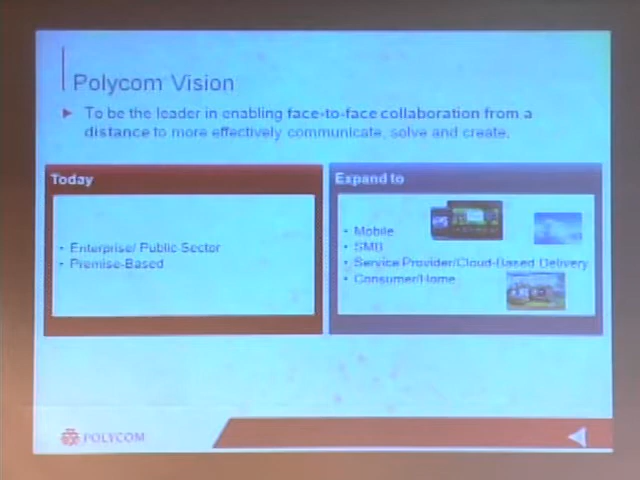 Polycom Vision
To be the leader in enabling face-to-face collaboration from a
distance to more effectively communicate, solve and create.
Today
• Enterprise/ Public Sector
• Premise-Based
Expand to
• Mobile
• SMB
• Service Provider/Cloud-Based Delivery
• Consumer/Home
POLYCOM